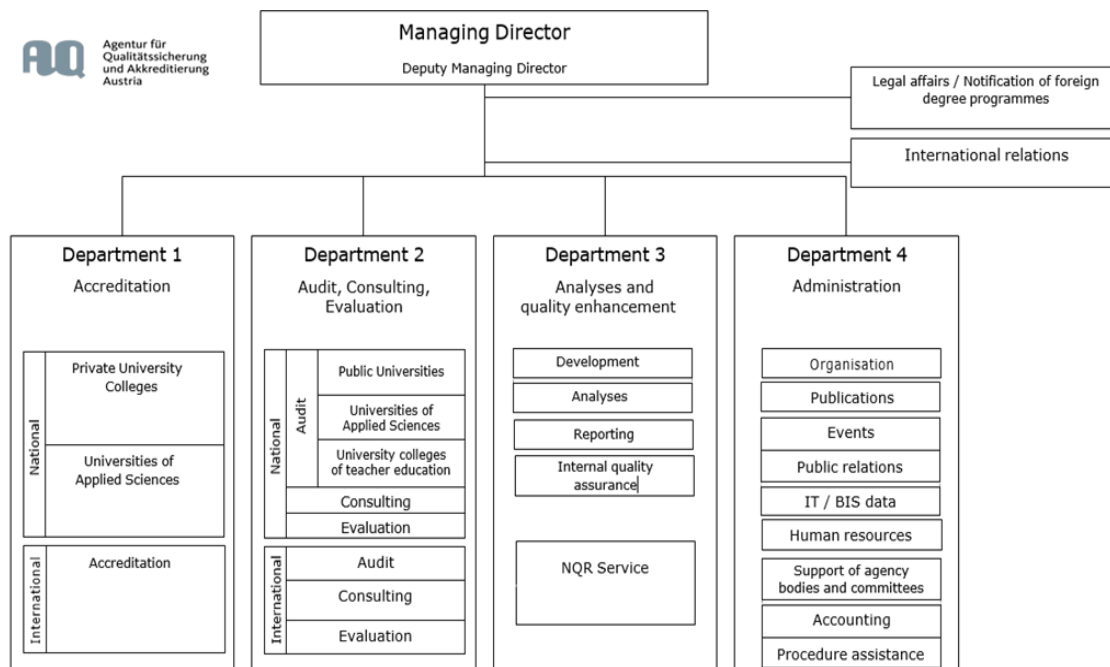 AQ
Agentur für
Qualitätssicherung
und Akkreditierung
Austria
Managing Director
Deputy Managing Director
Legal affairs / Notification of foreign
degree programmes
International relations
Department 1
Accreditation
National
Private University
Colleges
Universities of
Applied Sciences
International
Accreditation
Department 2
Audit, Consulting,
Evaluation
National
Audit
Public Universities
Universities of
Applied Sciences
University colleges
of teacher education
Consulting
Evaluation
International
Audit
Consulting
Evaluation
Department 3
Analyses and
quality enhancement
Development
Analyses
Reporting
Internal quality
assurance
NQR Service
Department 4
Administration
Organisation
Publications
Events
Public relations
IT / BIS data
Human resources
Support of agency
bodies and committees
Accounting
Procedure assistance